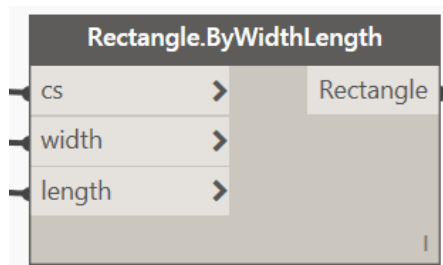 Rectangle.ByWidthLength
cs > Rectangle
width >
length >
l